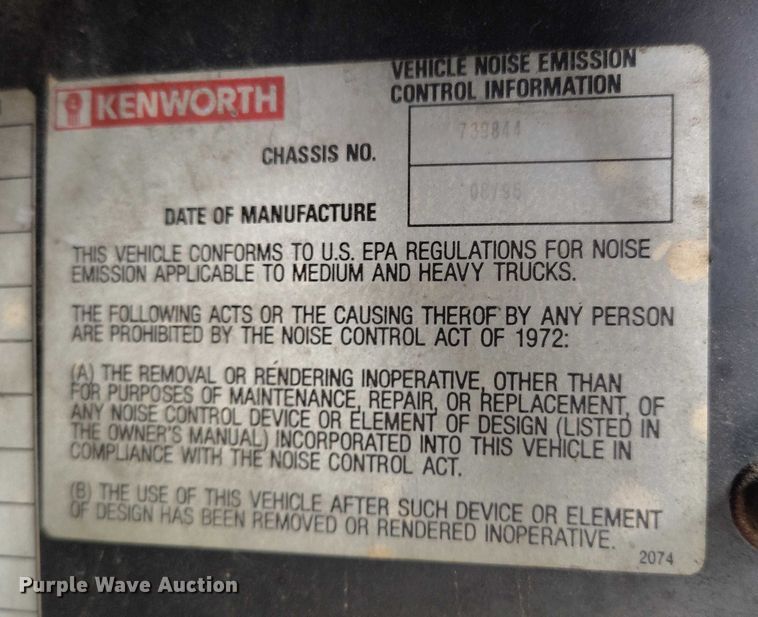 KENWORTH
VEHICLE NOISE EMISSION
CONTROL INFORMATION
CHASSIS NO.
739844
DATE OF MANUFACTURE
THIS VEHICLE CONFORMS TO U.S. EPA REGULATIONS FOR NOISE
EMISSION APPLICABLE TO MEDIUM AND HEAVY TRUCKS.
THE FOLLOWING ACTS OR THE CAUSING THEROF BY ANY PERSON
ARE PROHIBITED BY THE NOISE CONTROL ACT OF 1972:
(A) THE REMOVAL OR RENDERING INOPERATIVE, OTHER THAN
FOR PURPOSES OF MAINTENANCE, REPAIR, OR REPLACEMENT, OF
ANY NOISE CONTROL DEVICE OR ELEMENT OF DESIGN (LISTED IN
THE OWNER'S MANUAL) INCORPORATED INTO THIS VEHICLE IN
COMPLIANCE WITH THE NOISE CONTROL ACT.
(B) THE USE OF THIS VEHICLE AFTER SUCH DEVICE OR ELEMENT
OF DESIGN HAS BEEN REMOVED OR RENDERED INOPERATIVE.
2074
Purple Wave Auction